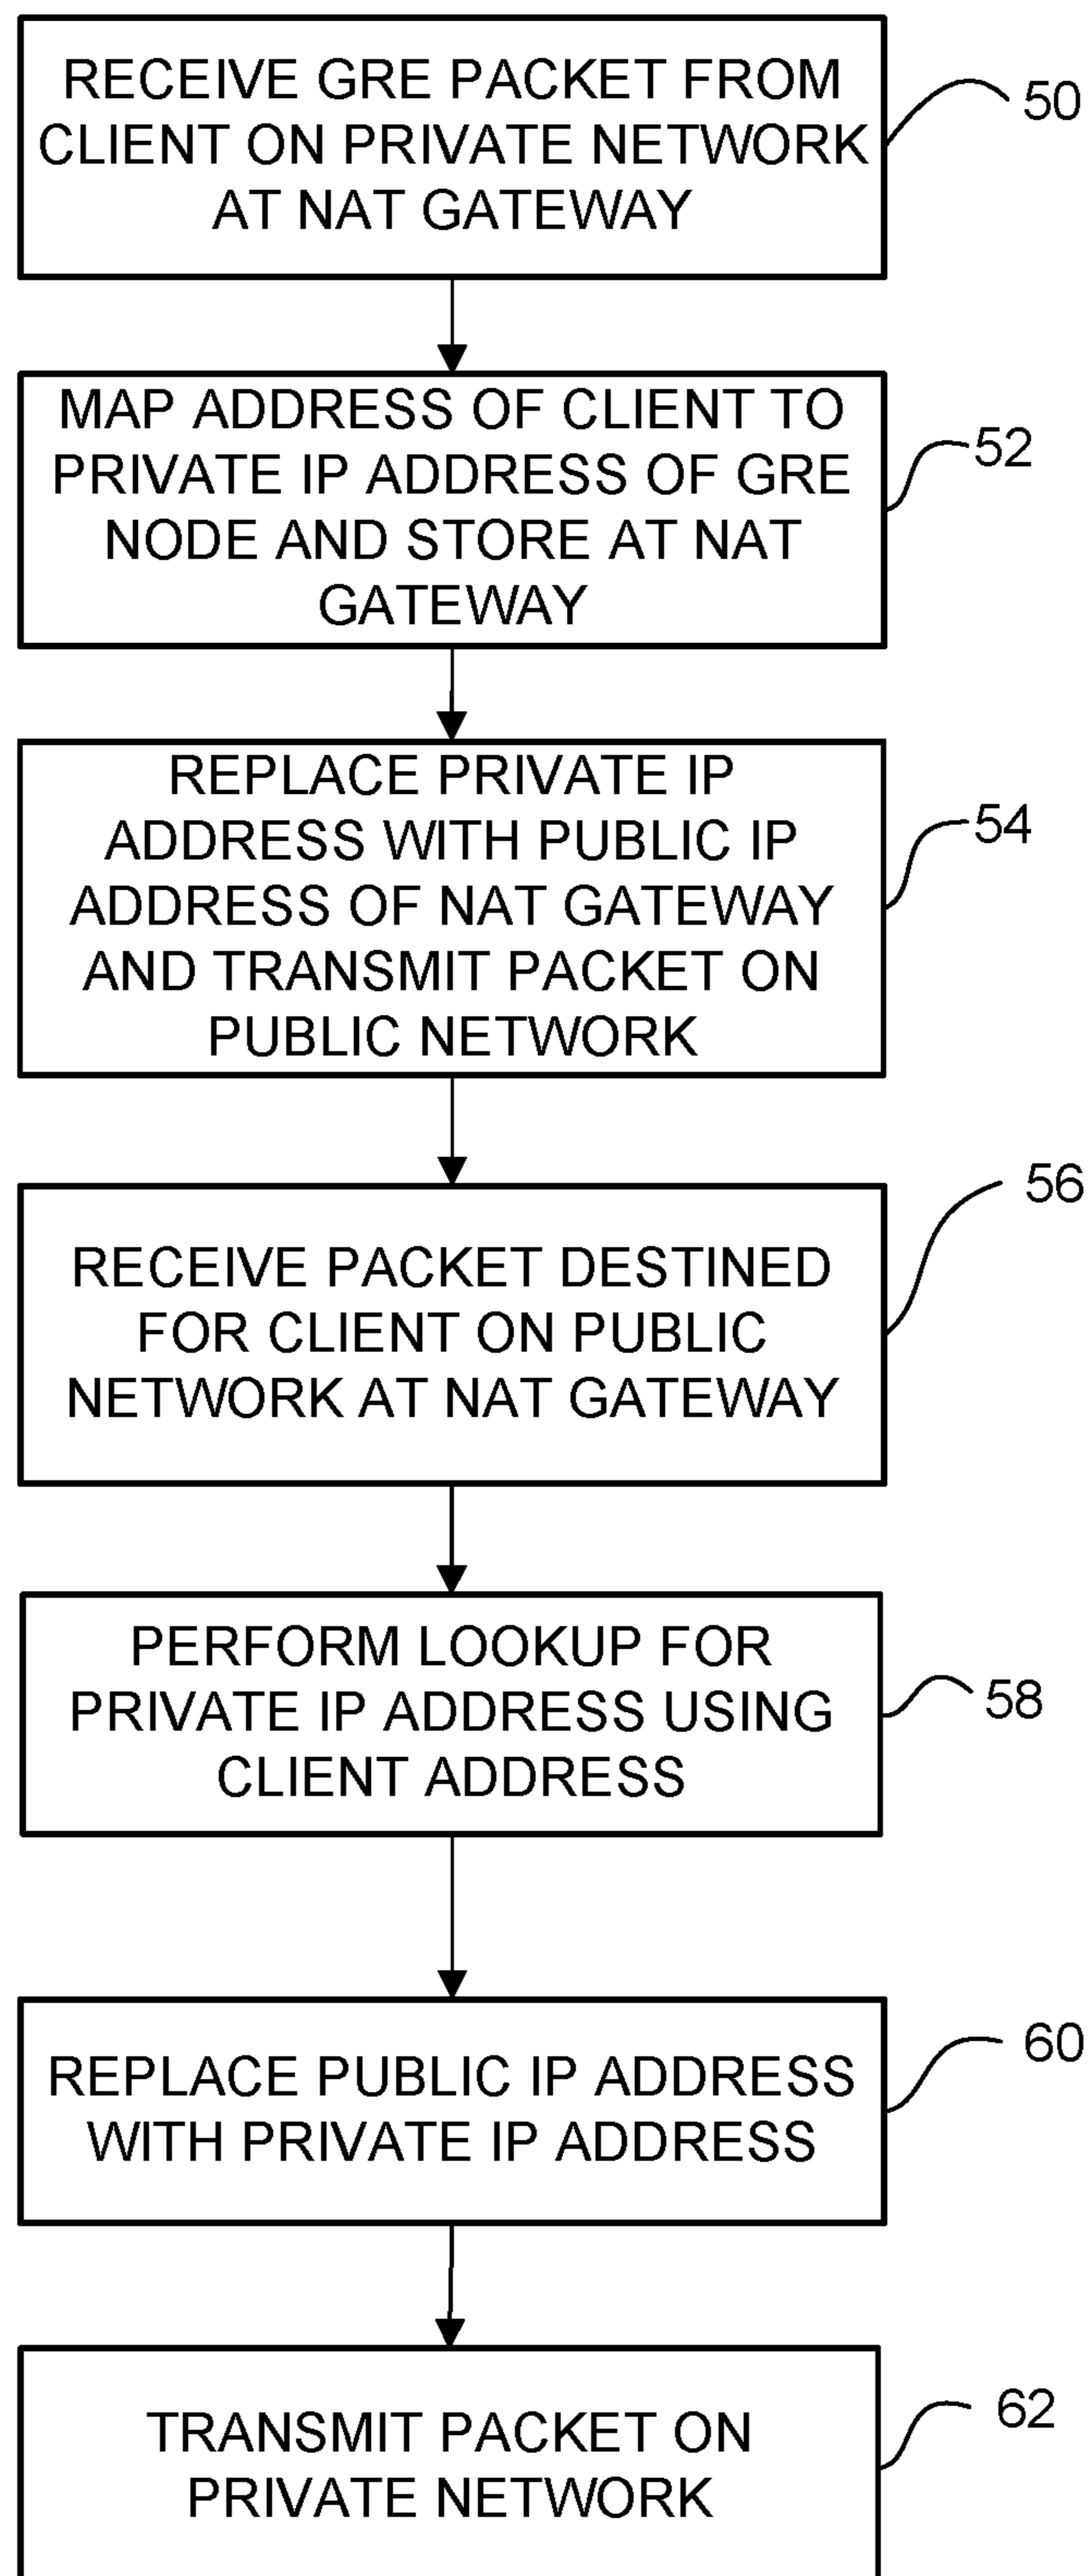 RECEIVE GRE PACKET FROM
CLIENT ON PRIVATE NETWORK
AT NAT GATEWAY
50
MAP ADDRESS OF CLIENT TO
PRIVATE IP ADDRESS OF GRE
NODE AND STORE AT NAT
GATEWAY
52
REPLACE PRIVATE IP
ADDRESS WITH PUBLIC IP
ADDRESS OF NAT GATEWAY
AND TRANSMIT PACKET ON
PUBLIC NETWORK
54
RECEIVE PACKET DESTINED
FOR CLIENT ON PUBLIC
NETWORK AT NAT GATEWAY
56
PERFORM LOOKUP FOR
PRIVATE IP ADDRESS USING
CLIENT ADDRESS
58
REPLACE PUBLIC IP ADDRESS
WITH PRIVATE IP ADDRESS
60
TRANSMIT PACKET ON
PRIVATE NETWORK
62